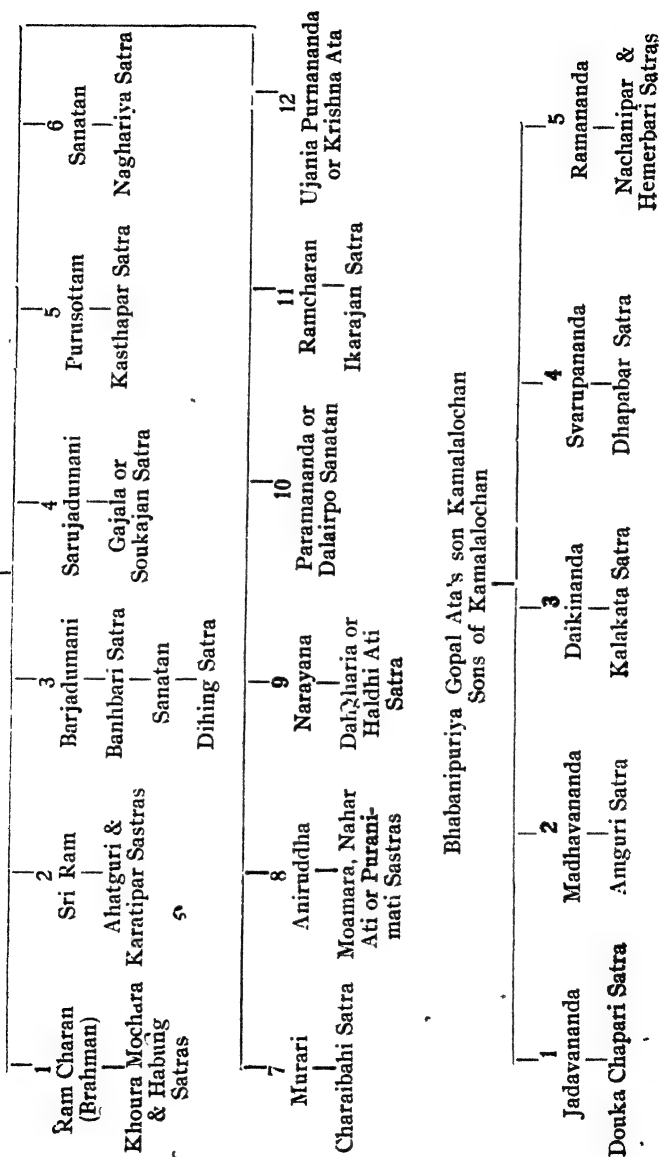 1
Ram Charan
(Brahman)
Khoura Mochara
& Habung
Satras
2
Sri Ram
Ahatguri &
Karatipar Sastras
3
Barjadumani
Banhbari Satra
Sanatan
Dihing Satra
4
Sarujadumani
Gajala or
Soukajan Satra
5
Purusottam
Kasthapar Satra
6
Sanatan
Naghariya Satra
7
Murari
Charaibahi Satra
8
Aniruddha
Moamara, Nahar
Ati or Purani-
mati Sastras
9
Narayana
Dahgharia or
Haldhi Ati
Satra
10
Paramananda or
Dalairpo Sanatan
11
Ramcharan
Ikarajan Satra
12
Ujania Purnananda
or Krishna Ata
Bhabanipuriya Gopal Ata's son Kamalalochan
Sons of Kamalalochan
1
Jadavananda
Douka Chapari Satra
2
Madhavananda
Amguri Satra
3
Daikinanda
Kalakata Satra
4
Svarupananda
Dhapabar Satra
5
Ramananda
Nachanipar &
Hemerbari Satras